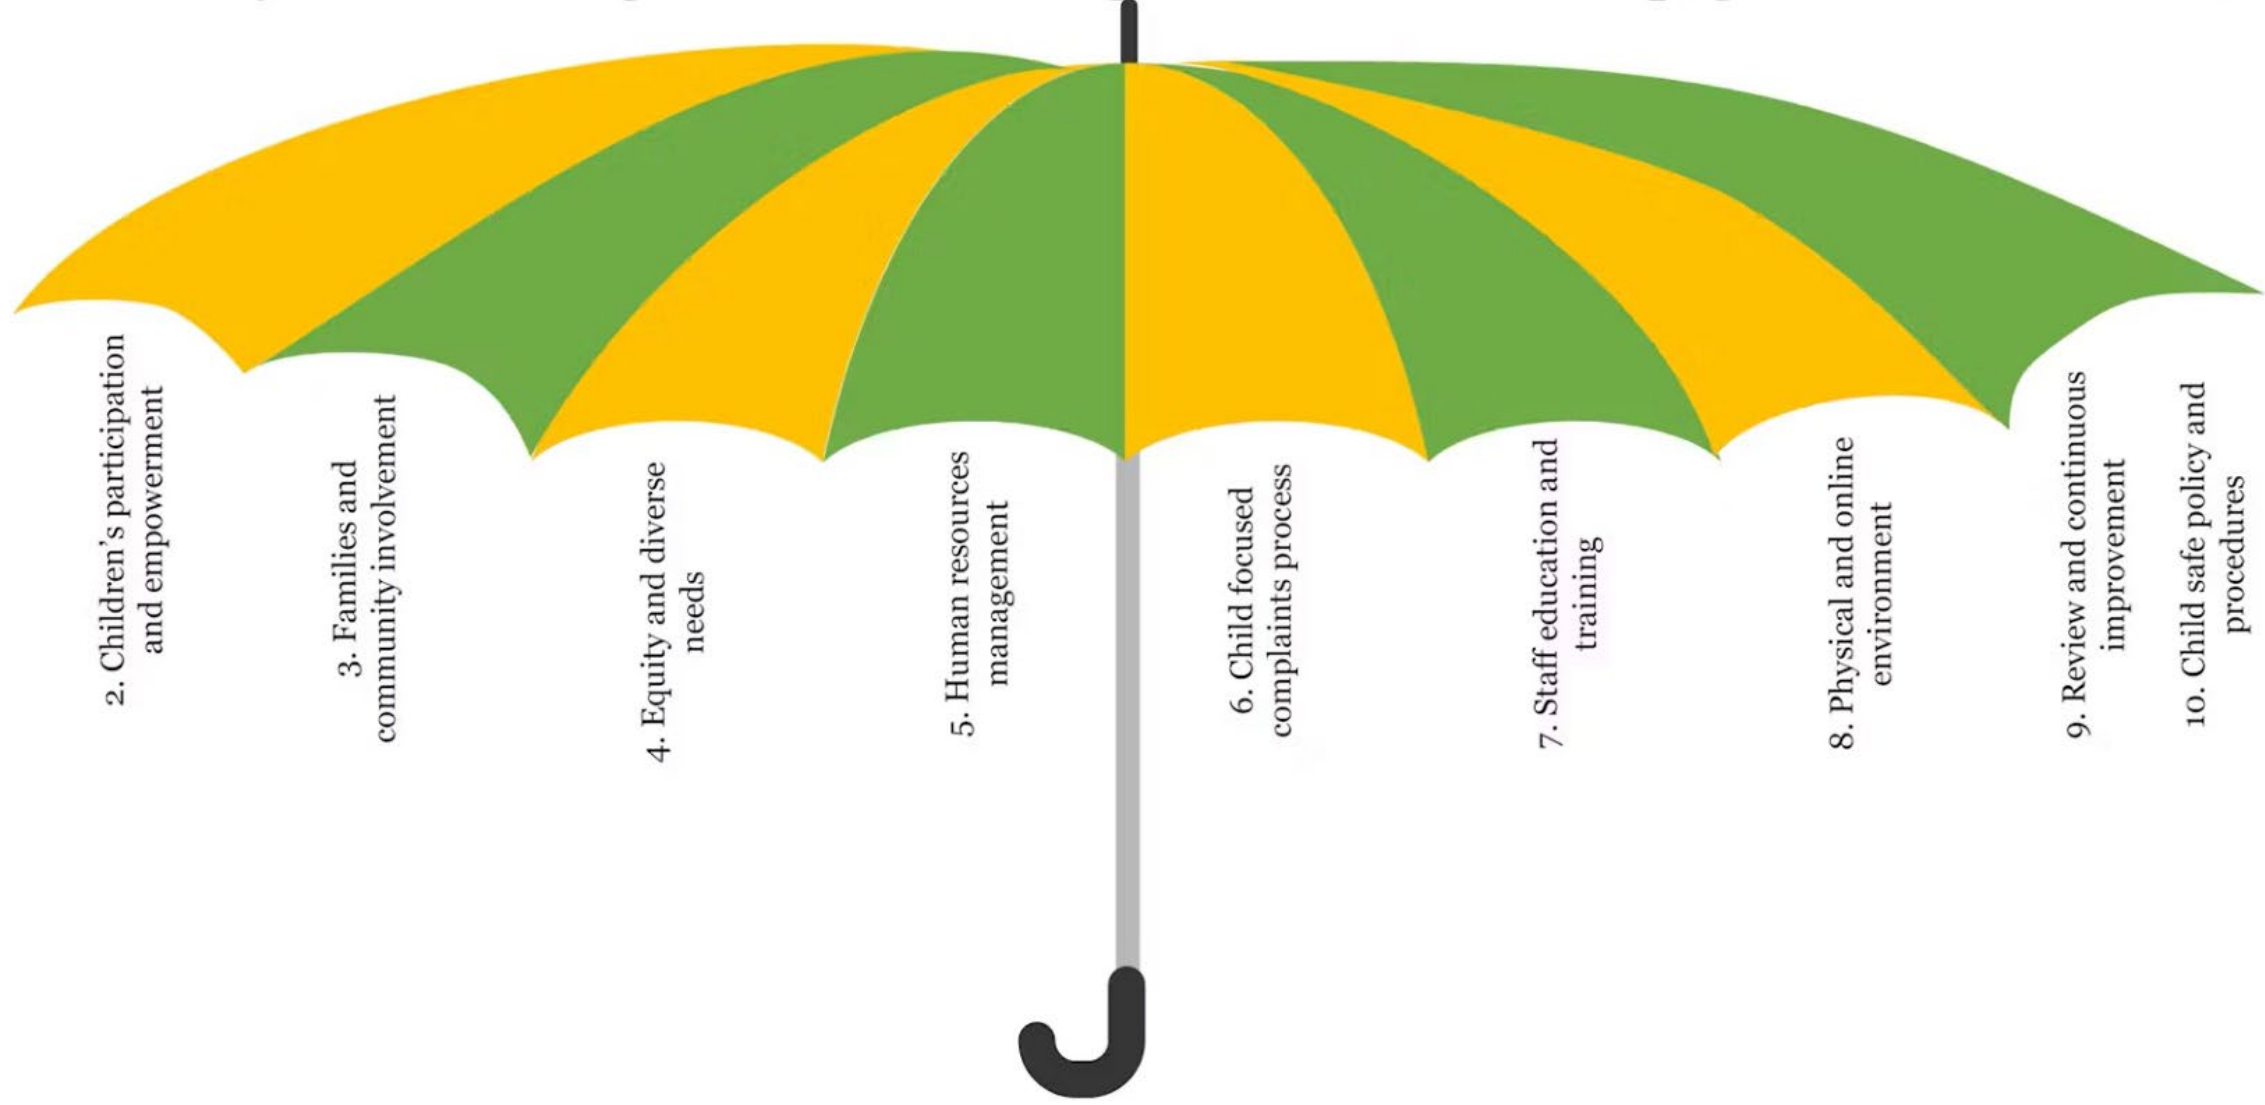 2. Children’s participation
and empowerment
3. Families and
community involvement
4. Equity and diverse
needs
5. Human resources
management
6. Child focused
complaints process
7. Staff education and
training
8. Physical and online
environment
9. Review and continuous
improvement
10. Child safe policy and
procedures